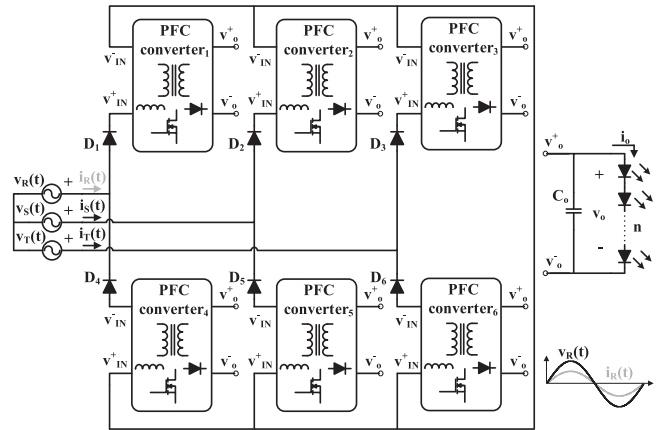 PFC
converter₁
v⁻IN
v⁺IN
v⁺o
v⁻o
D₁
PFC
converter₂
v⁻IN
v⁺IN
v⁺o
v⁻o
D₂
PFC
converter₃
v⁻IN
v⁺IN
v⁺o
v⁻o
D₃
vR(t) + iR(t)
vS(t) + iS(t)
vT(t) + iT(t)
v⁺o
io
Co
+
vo
-
n
v⁻o
D₄
PFC
converter₄
v⁻IN
v⁺IN
v⁺o
v⁻o
D₅
PFC
converter₅
v⁻IN
v⁺IN
v⁺o
v⁻o
D₆
PFC
converter₆
v⁻IN
v⁺IN
v⁺o
v⁻o
vR(t)
iR(t)